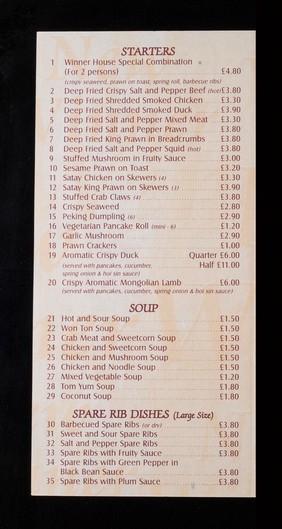 STARTERS
1 Winner House Special Combination
(For 2 persons) £4.80
(crispy seaweed, prawn on toast, spring roll, barbecue ribs)
2 Deep Fried Crispy Salt and Pepper Beef (hot) £3.80
3 Deep Fried Shredded Smoked Chicken £3.30
4 Deep Fried Shredded Smoked Duck £3.90
5 Deep Fried Salt and Pepper Mixed Meat £3.30
6 Deep Fried Salt and Pepper Prawn £3.80
7 Deep Fried King Prawn in Breadcrumbs £3.80
8 Deep Fried Salt and Pepper Squid (hot) £3.80
9 Stuffed Mushroom in Fruity Sauce £3.00
10 Sesame Prawn on Toast £3.20
11 Satay Chicken on Skewers (4) £3.30
12 Satay King Prawn on Skewers (3) £3.90
13 Stuffed Crab Claws (4) £3.80
14 Crispy Seaweed £2.80
15 Peking Dumpling (6) £2.90
16 Vegetarian Pancake Roll (mini - 6) £1.20
17 Garlic Mushroom £2.90
18 Prawn Crackers £1.00
19 Aromatic Crispy Duck Quarter £6.00
(served with pancakes, cucumber, Half £11.00
spring onion & hoi sin sauce)
20 Crispy Aromatic Mongolian Lamb £6.00
(served with pancakes, cucumber, spring onion & hoi sin sauce)
SOUP
21 Hot and Sour Soup £1.50
22 Won Ton Soup £1.50
23 Crab Meat and Sweetcorn Soup £1.50
24 Chicken and Sweetcorn Soup £1.50
25 Chicken and Mushroom Soup £1.50
26 Chicken and Noodle Soup £1.50
27 Mixed Vegetable Soup £1.20
28 Tom Yum Soup £1.80
29 Coconut Soup £1.80
SPARE RIB DISHES (Large Size)
30 Barbecued Spare Ribs (or dry) £3.80
31 Sweet and Sour Spare Ribs £3.80
32 Salt and Pepper Spare Ribs £3.80
33 Spare Ribs with Fruity Sauce £3.80
34 Spare Ribs with Green Pepper in
Black Bean Sauce £3.80
35 Spare Ribs with Plum Sauce £3.80